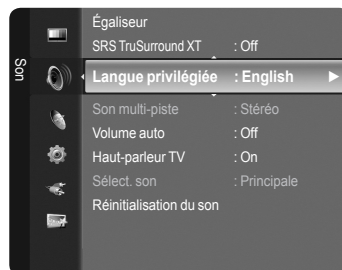 Son
Égaliseur
SRS TruSurround XT : Off
Langue privilégiée : English
Son multi-piste : Stéréo
Volume auto : Off
Haut-parleur TV : On
Sélect. son : Principale
Réinitialisation du son